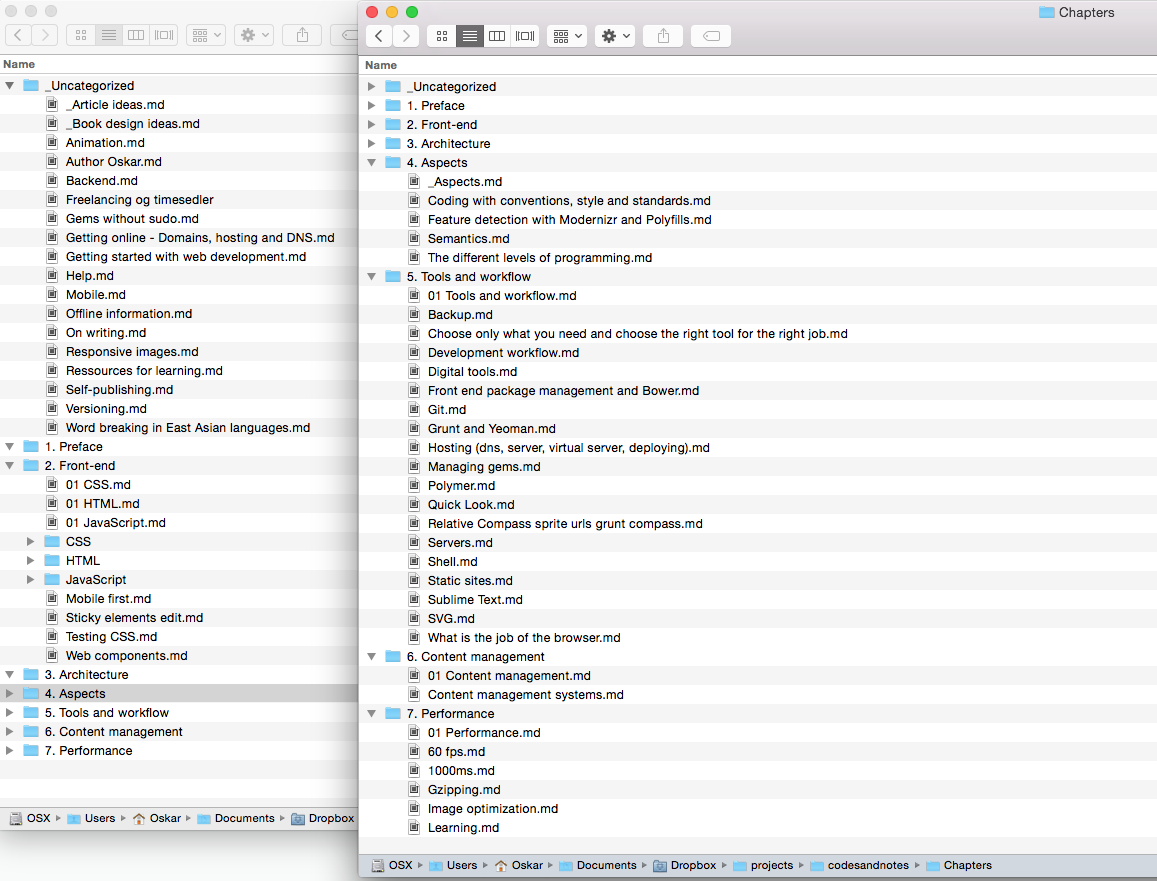 Name
_Uncategorized
_Article ideas.md
_Book design ideas.md
Animation.md
Author Oskar.md
Backend.md
Freelancing og timesedler
Gems without sudo.md
Getting online - Domains, hosting and DNS.md
Getting started with web development.md
Help.md
Mobile.md
Offline information.md
On writing.md
Responsive images.md
Ressources for learning.md
Self-publishing.md
Versioning.md
Word breaking in East Asian languages.md
1. Preface
2. Front-end
01 CSS.md
01 HTML.md
01 JavaScript.md
CSS
HTML
JavaScript
Mobile first.md
Sticky elements edit.md
Testing CSS.md
Web components.md
3. Architecture
4. Aspects
5. Tools and workflow
6. Content management
7. Performance
OSX Users Oskar Documents Dropbox
Chapters
Name
_Uncategorized
1. Preface
2. Front-end
3. Architecture
4. Aspects
_Aspects.md
Coding with conventions, style and standards.md
Feature detection with Modernizr and Polyfills.md
Semantics.md
The different levels of programming.md
5. Tools and workflow
01 Tools and workflow.md
Backup.md
Choose only what you need and choose the right tool for the right job.md
Development workflow.md
Digital tools.md
Front end package management and Bower.md
Git.md
Grunt and Yeoman.md
Hosting (dns, server, virtual server, deploying).md
Managing gems.md
Polymer.md
Quick Look.md
Relative Compass sprite urls grunt compass.md
Servers.md
Shell.md
Static sites.md
Sublime Text.md
SVG.md
What is the job of the browser.md
6. Content management
01 Content management.md
Content management systems.md
7. Performance
01 Performance.md
60 fps.md
1000ms.md
Gzipping.md
Image optimization.md
Learning.md
OSX Users Oskar Documents Dropbox projects codesandnotes Chapters